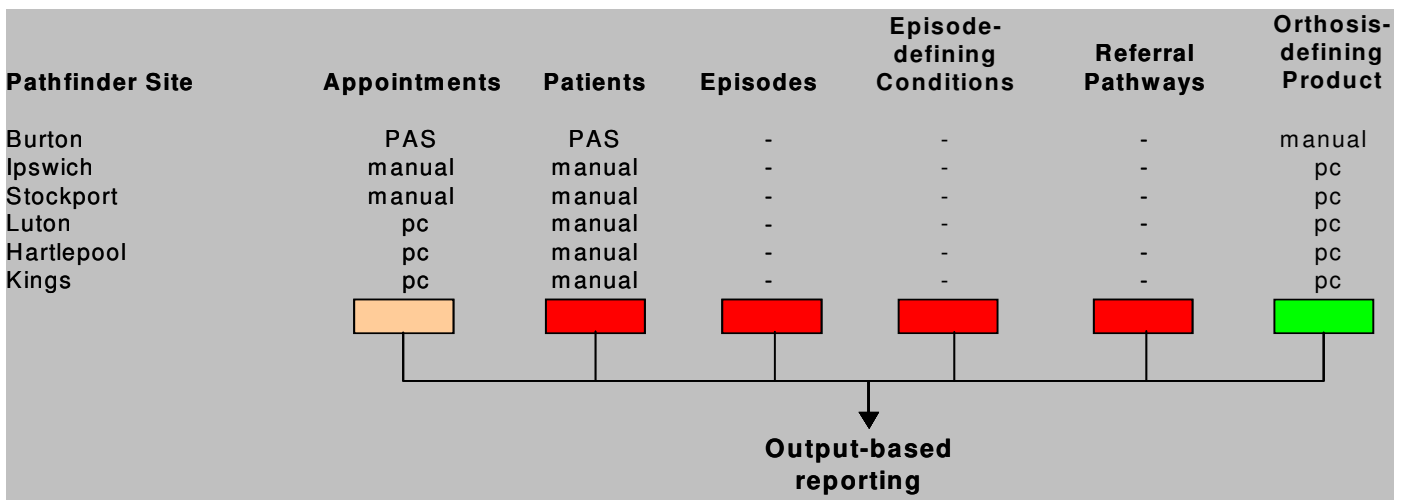 Episode- Orthosis-
defining Referral defining
Pathfinder Site Appointments Patients Episodes Conditions Pathways Product
Burton PAS PAS - - - manual
Ipswich manual manual - - - pc
Stockport manual manual - - - pc
Luton pc manual - - - pc
Hartlepool pc manual - - - pc
Kings pc manual - - - pc
Output-based
reporting